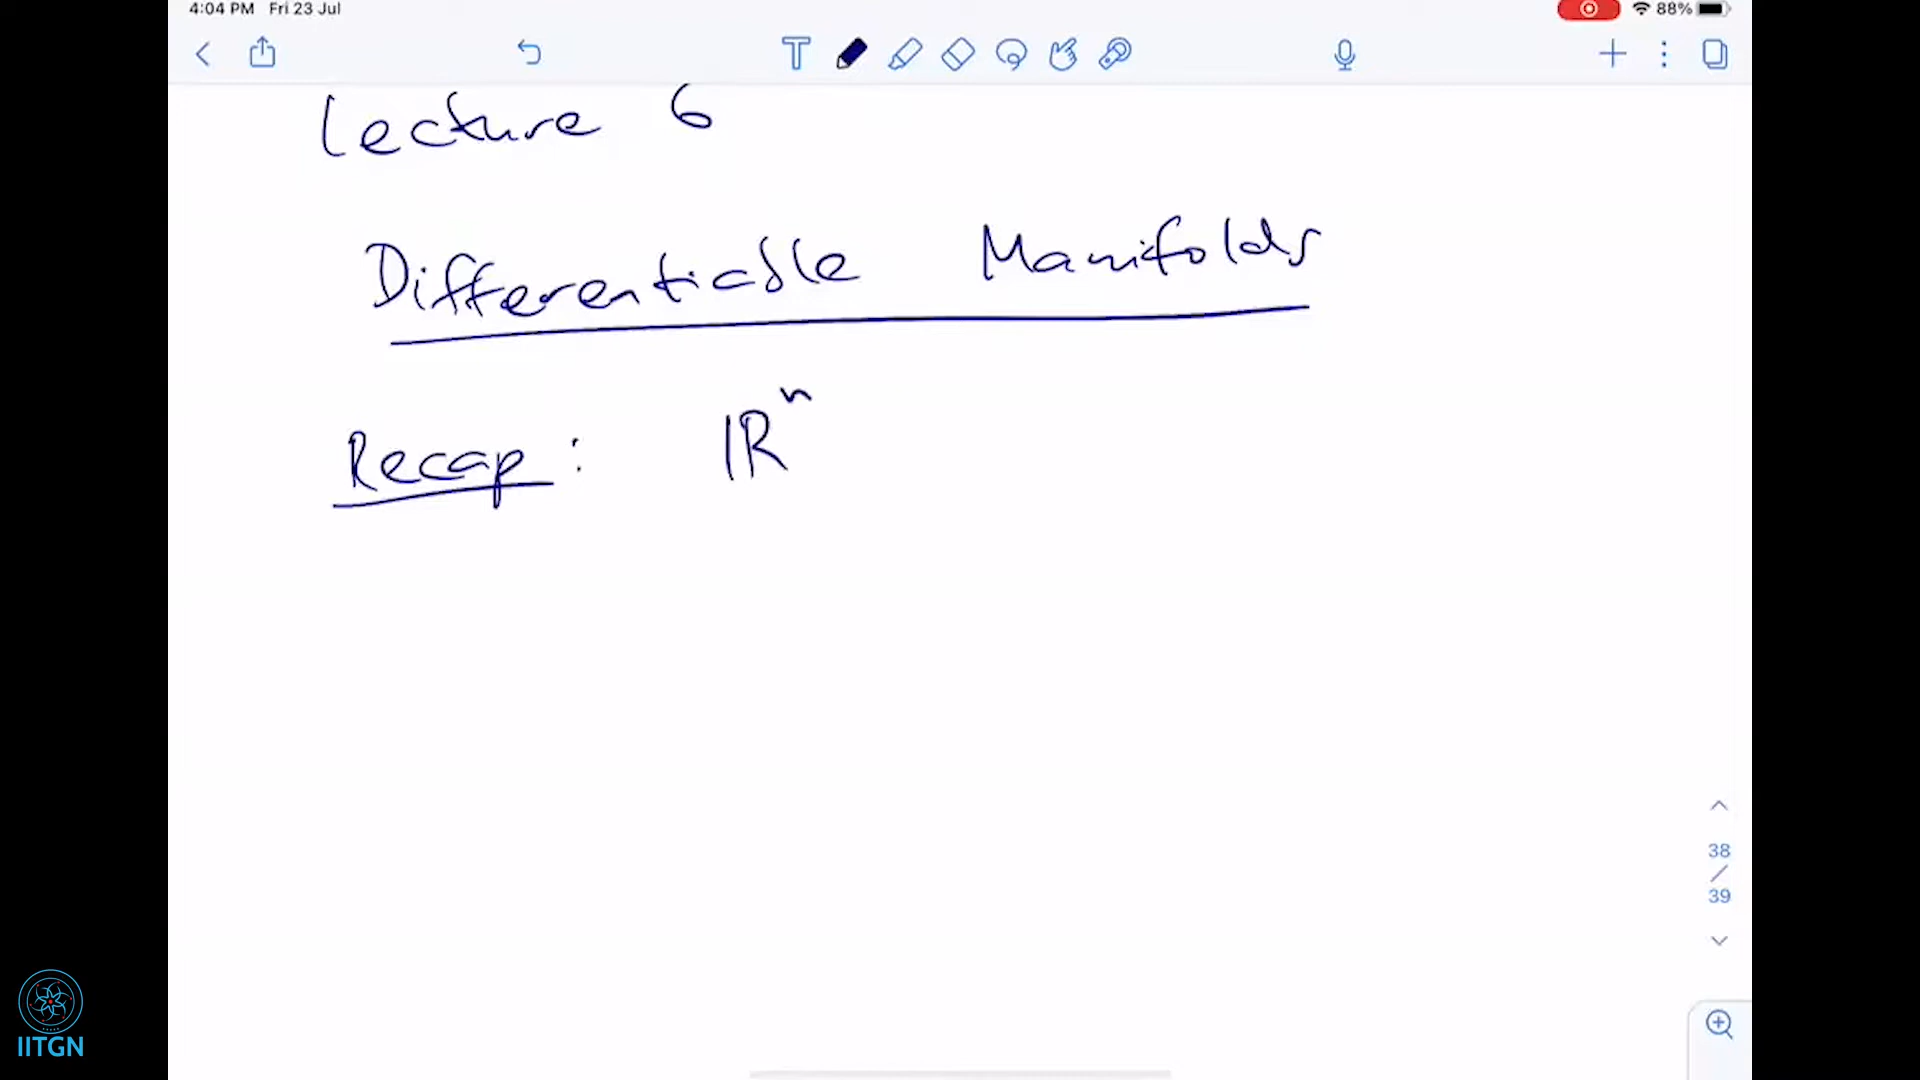 4:04 PM Fri 23 Jul 88%
T
Lecture 6
Differentiable Manifolds
Recap: ℝⁿ
38
/
39
IITGN